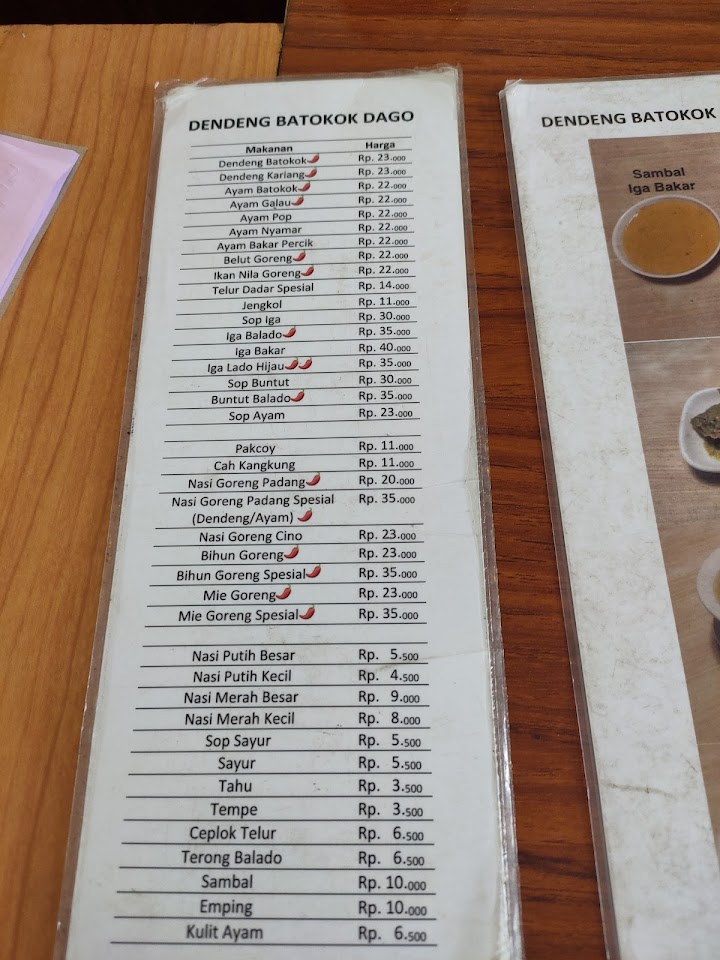 DENDENG BATOKOK DAGO
Makanan Harga
Dendeng Batokok Rp. 23.000
Dendeng Kariang Rp. 23.000
Ayam Batokok Rp. 22.000
Ayam Galau Rp. 22.000
Ayam Pop Rp. 22.000
Ayam Nyamar Rp. 22.000
Ayam Bakar Percik Rp. 22.000
Belut Goreng Rp. 22.000
Ikan Nila Goreng Rp. 22.000
Telur Dadar Spesial Rp. 14.000
Jengkol Rp. 11.000
Sop Iga Rp. 30.000
Iga Balado Rp. 35.000
Iga Bakar Rp. 40.000
Iga Lado Hijau Rp. 35.000
Sop Buntut Rp. 30.000
Buntut Balado Rp. 35.000
Sop Ayam Rp. 23.000
Pakcoy Rp. 11.000
Cah Kangkung Rp. 11.000
Nasi Goreng Padang Rp. 20.000
Nasi Goreng Padang Spesial Rp. 35.000
(Dendeng/Ayam)
Nasi Goreng Cino Rp. 23.000
Bihun Goreng Rp. 23.000
Bihun Goreng Spesial Rp. 35.000
Mie Goreng Rp. 23.000
Mie Goreng Spesial Rp. 35.000
Nasi Putih Besar Rp. 5.500
Nasi Putih Kecil Rp. 4.500
Nasi Merah Besar Rp. 9.000
Nasi Merah Kecil Rp. 8.000
Sop Sayur Rp. 5.500
Sayur Rp. 5.500
Tahu Rp. 3.500
Tempe Rp. 3.500
Ceplok Telur Rp. 6.500
Terong Balado Rp. 6.500
Sambal Rp. 10.000
Emping Rp. 10.000
Kulit Ayam Rp. 6.500
DENDENG BATOKOK
Sambal
Iga Bakar